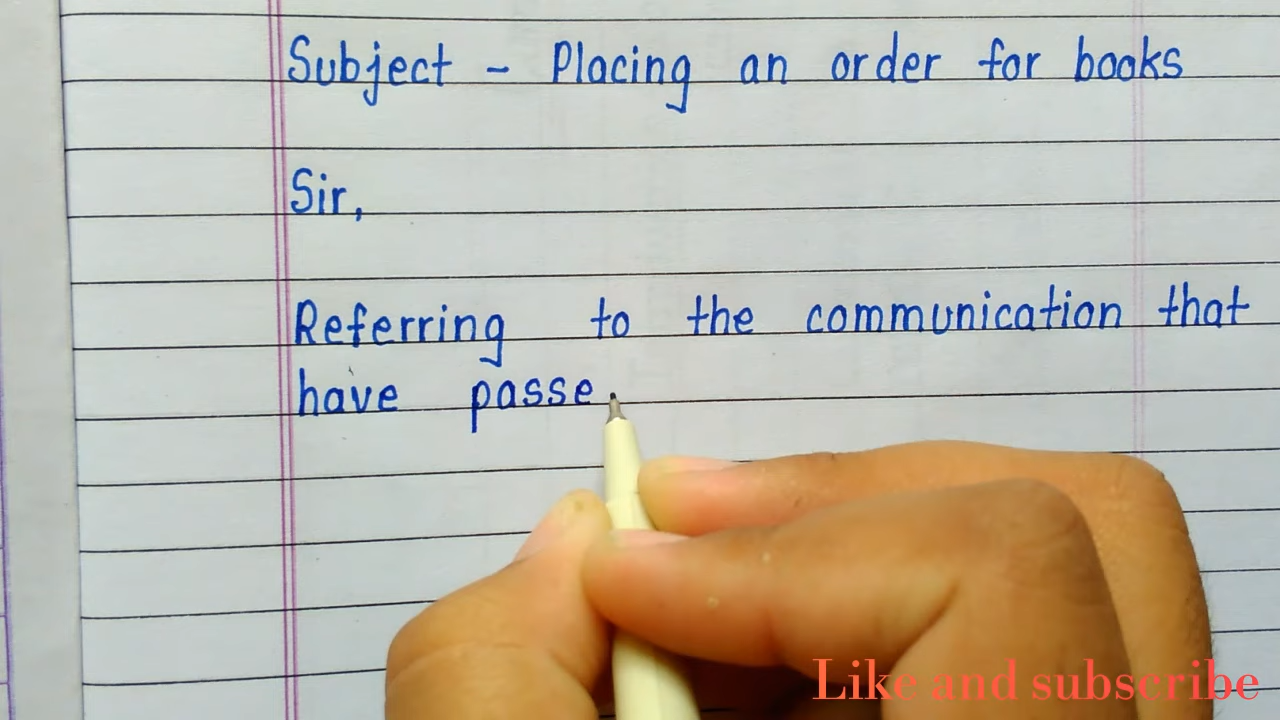 Subject - Placing an order for books
Sir,
Referring to the communication that
have passe
Like and subscribe